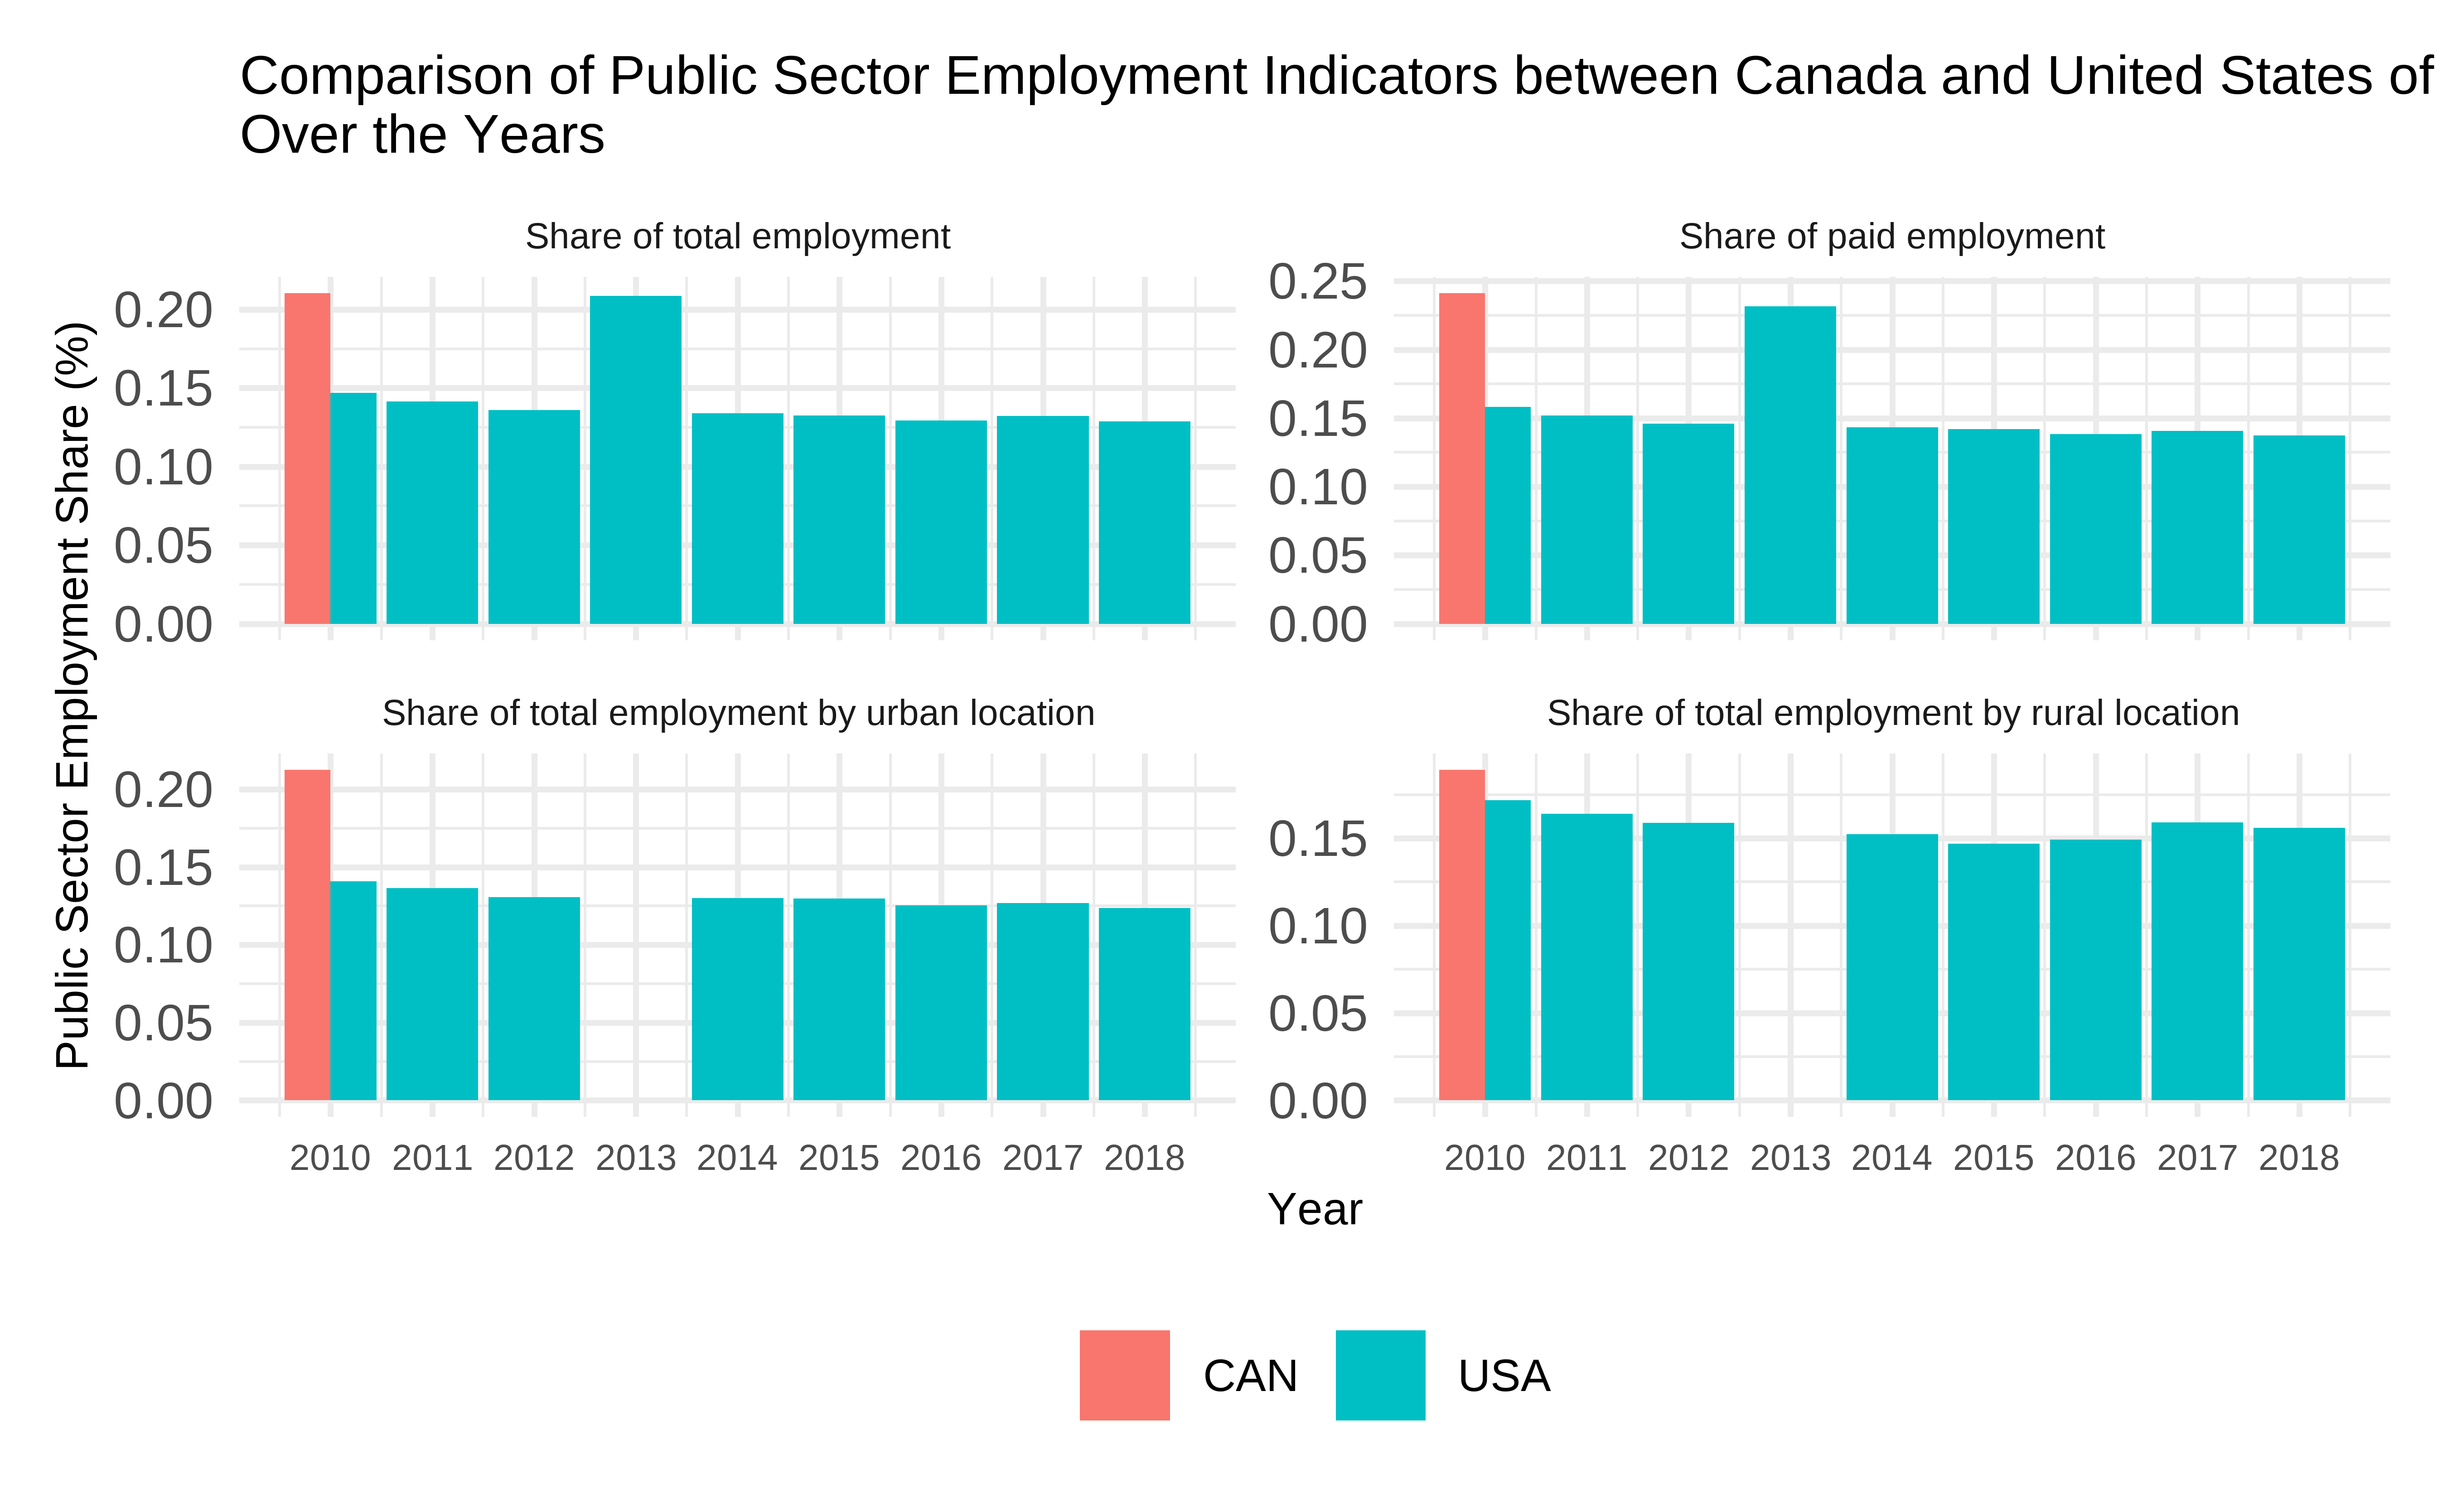 Comparison of Public Sector Employment Indicators between Canada and United States of
Over the Years
Public Sector Employment Share (%)
Share of total employment
0.20
0.15
0.10
0.05
0.00
Share of paid employment
0.25
0.20
0.15
0.10
0.05
0.00
Share of total employment by urban location
0.20
0.15
0.10
0.05
0.00
2010 2011 2012 2013 2014 2015 2016 2017 2018
Share of total employment by rural location
0.15
0.10
0.05
0.00
2010 2011 2012 2013 2014 2015 2016 2017 2018
Year
CAN USA